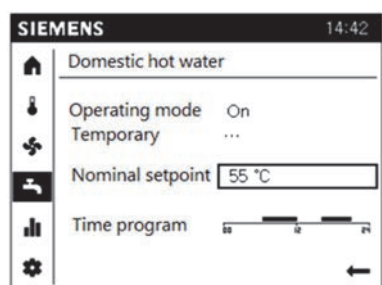 SIEMENS 14:42
Domestic hot water
Operating mode On
Temporary ...
Nominal setpoint 55 °C
Time program